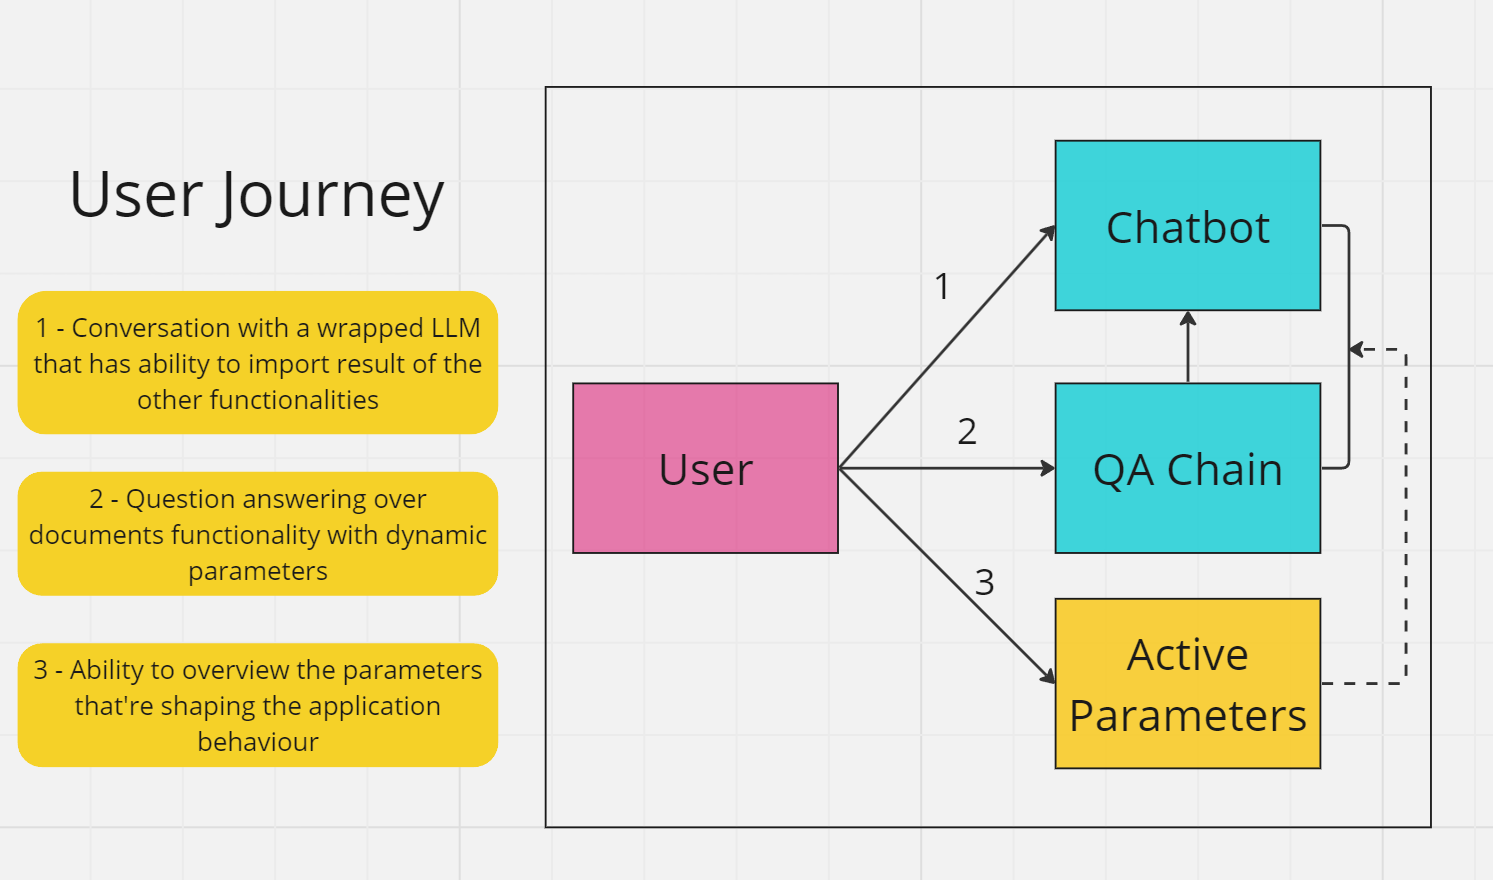 User Journey
1 - Conversation with a wrapped LLM
that has ability to import result of the
other functionalities
2 - Question answering over
documents functionality with dynamic
parameters
3 - Ability to overview the parameters
that're shaping the application
behaviour
User
1
2
3
Chatbot
QA Chain
Active
Parameters